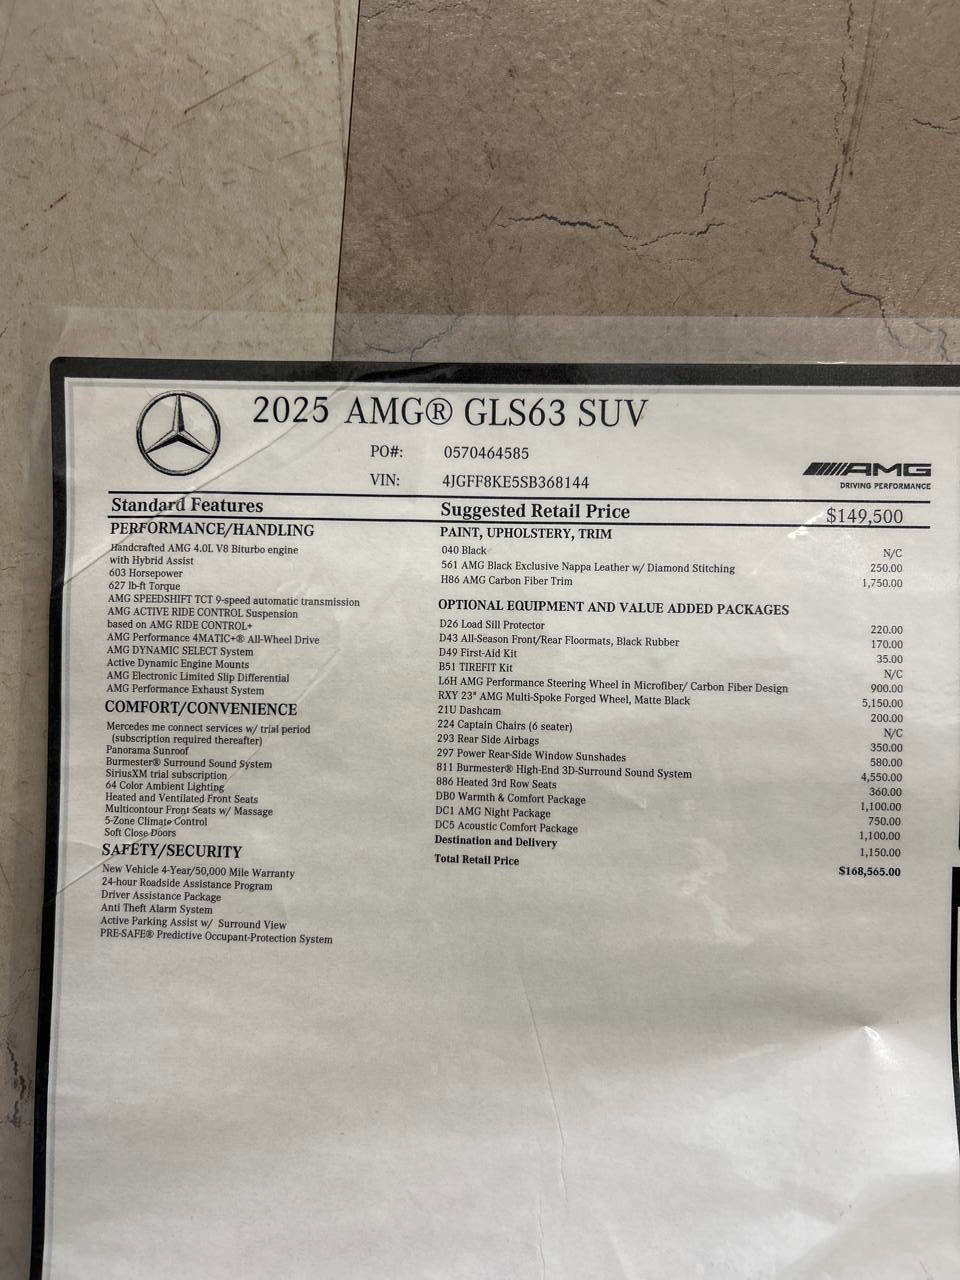 2025 AMG® GLS63 SUV
PO#: 0570464585
VIN: 4JGFF8KE5SB368144
AMG
DRIVING PERFORMANCE
Standard Features
PERFORMANCE/HANDLING
Handcrafted AMG 4.0L V8 Biturbo engine
with Hybrid Assist
603 Horsepower
627 lb-ft Torque
AMG SPEEDSHIFT TCT 9-speed automatic transmission
AMG ACTIVE RIDE CONTROL Suspension
based on AMG RIDE CONTROL+
AMG Performance 4MATIC+® All-Wheel Drive
AMG DYNAMIC SELECT System
Active Dynamic Engine Mounts
AMG Electronic Limited Slip Differential
AMG Performance Exhaust System
COMFORT/CONVENIENCE
Mercedes me connect services w/ trial period
(subscription required thereafter)
Panorama Sunroof
Burmester® Surround Sound System
SiriusXM trial subscription
64 Color Ambient Lighting
Heated and Ventilated Front Seats
Multicontour Front Seats w/ Massage
5-Zone Climate Control
Soft Close Doors
SAFETY/SECURITY
New Vehicle 4-Year/50,000 Mile Warranty
24-hour Roadside Assistance Program
Driver Assistance Package
Anti Theft Alarm System
Active Parking Assist w/ Surround View
PRE-SAFE® Predictive Occupant-Protection System
Suggested Retail Price $149,500
PAINT, UPHOLSTERY, TRIM
040 Black N/C
561 AMG Black Exclusive Nappa Leather w/ Diamond Stitching 250.00
H86 AMG Carbon Fiber Trim 1,750.00
OPTIONAL EQUIPMENT AND VALUE ADDED PACKAGES
D26 Load Sill Protector 220.00
D43 All-Season Front/Rear Floormats, Black Rubber 170.00
D49 First-Aid Kit 35.00
B51 TIREFIT Kit N/C
L6H AMG Performance Steering Wheel in Microfiber/ Carbon Fiber Design 900.00
RXY 23" AMG Multi-Spoke Forged Wheel, Matte Black 5,150.00
21U Dashcam 200.00
224 Captain Chairs (6 seater) N/C
293 Rear Side Airbags 350.00
297 Power Rear-Side Window Sunshades 580.00
811 Burmester® High-End 3D-Surround Sound System 4,550.00
886 Heated 3rd Row Seats 360.00
DB0 Warmth & Comfort Package 1,100.00
DC1 AMG Night Package 750.00
DC5 Acoustic Comfort Package 1,100.00
Destination and Delivery 1,150.00
Total Retail Price $168,565.00